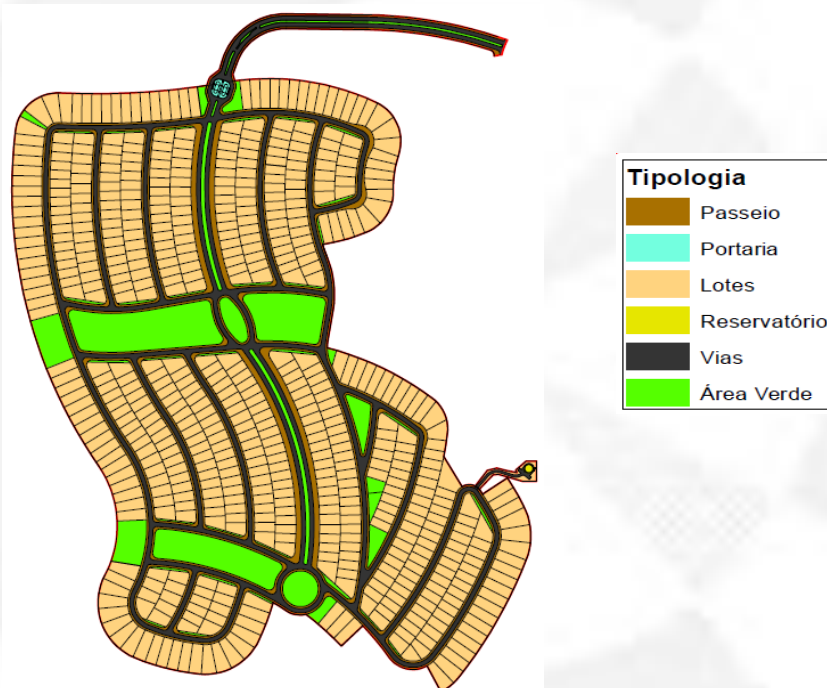 Tipologia
Passeio
Portaria
Lotes
Reservatório
Vias
Área Verde